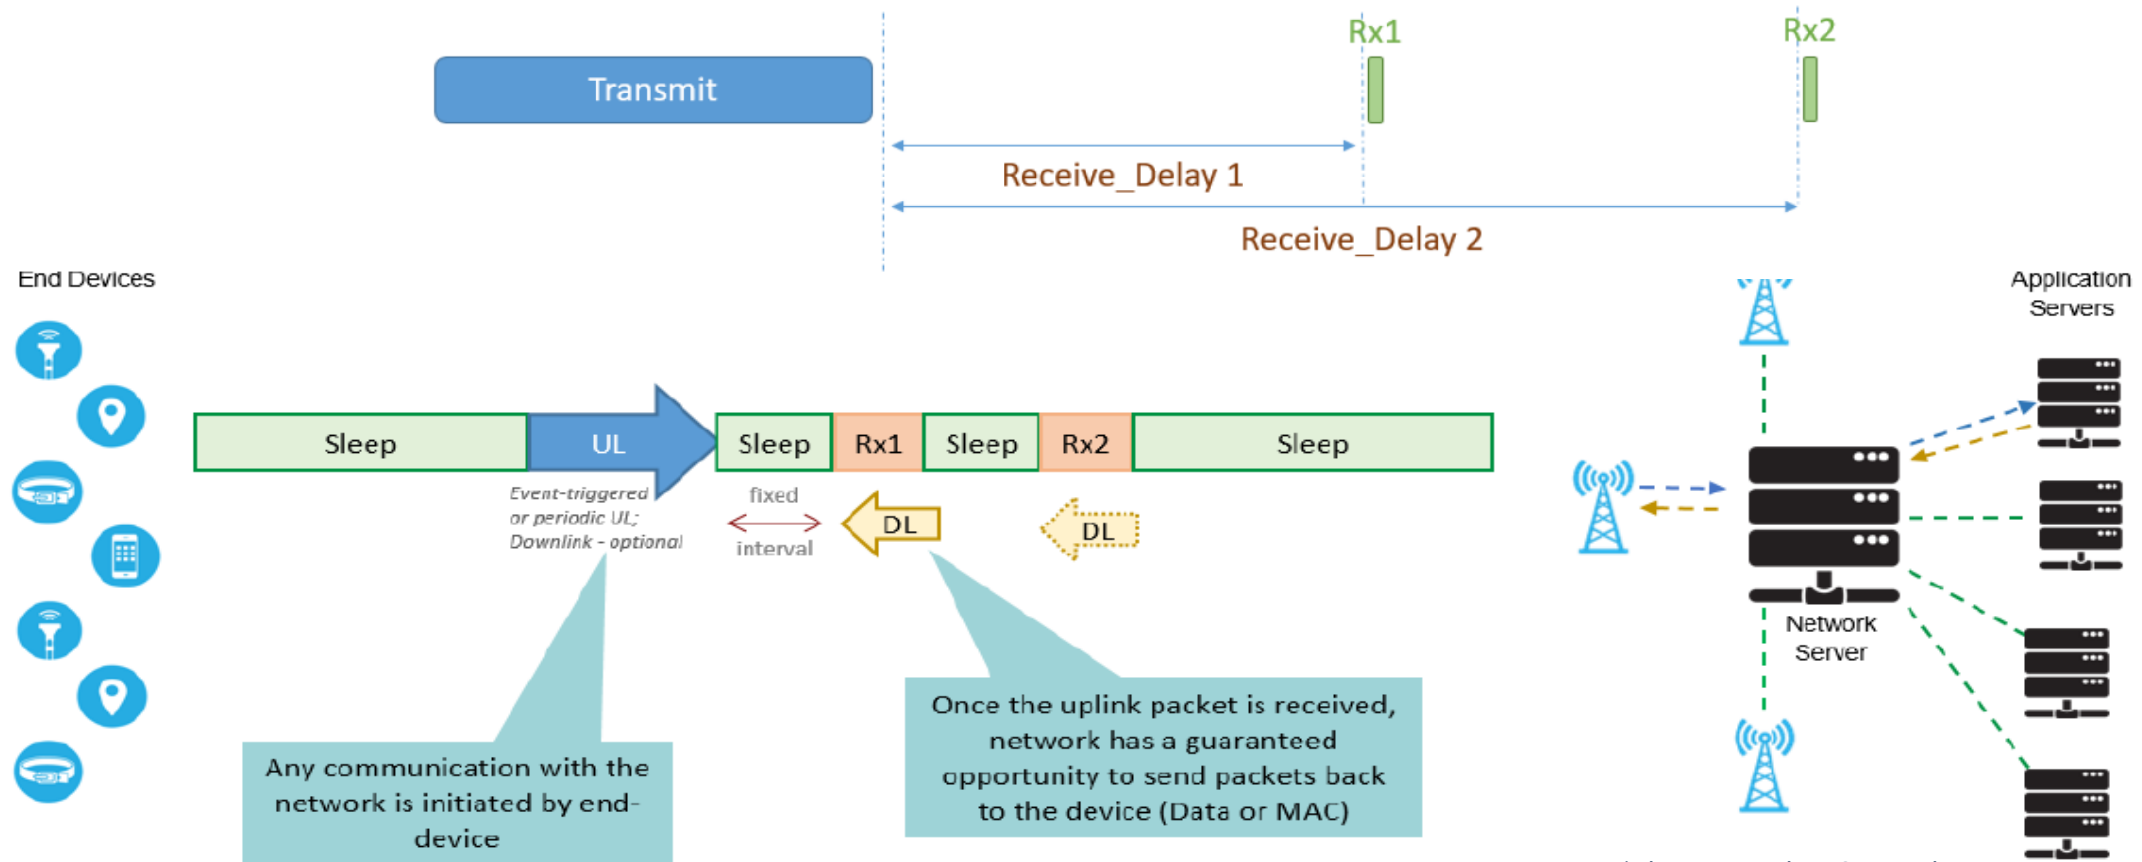 Rx1
Rx2
Transmit
Receive_Delay 1
Receive_Delay 2
End Devices
Application
Servers
Sleep
UL
Sleep
Rx1
Sleep
Rx2
Sleep
Event-triggered
or periodic UL;
Downlink - optional
fixed
interval
DL
DL
Network
Server
Any communication with the
network is initiated by end-
device
Once the uplink packet is received,
network has a guaranteed
opportunity to send packets back
to the device (Data or MAC)